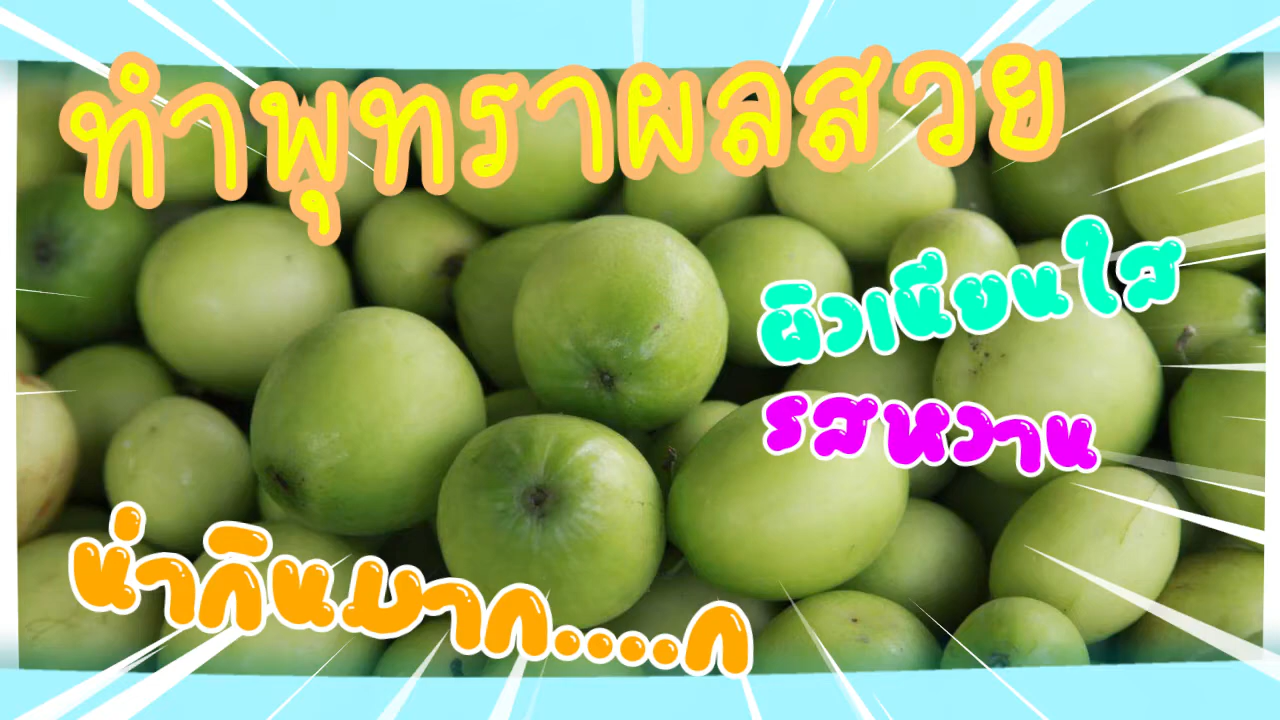 ทำพุทราผลสวย
ผิวเนียนใส
รสหวาน
น่ากินมาก....ก